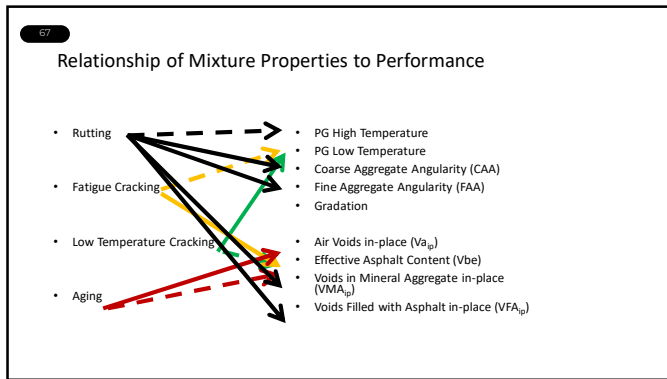 67
Relationship of Mixture Properties to Performance
• Rutting
• Fatigue Cracking
• Low Temperature Cracking
• Aging
• PG High Temperature
• PG Low Temperature
• Coarse Aggregate Angularity (CAA)
• Fine Aggregate Angularity (FAA)
• Gradation
• Air Voids in-place (Vaip)
• Effective Asphalt Content (Vbe)
• Voids in Mineral Aggregate in-place
(VMAip)
• Voids Filled with Asphalt in-place (VFAip)